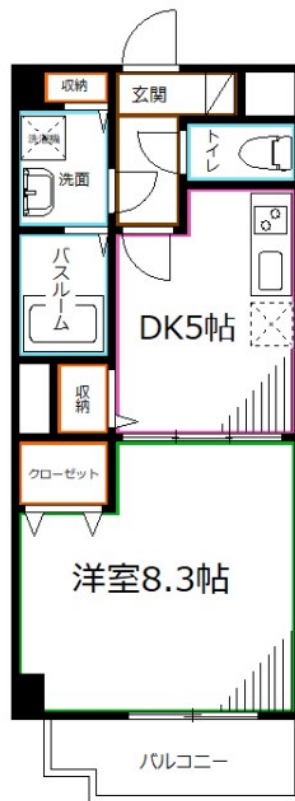 収納
玄関
洗濯機
洗面
トイレ
バスルーム
DK5帖
収納
クローゼット
洋室8.3帖
バルコニー